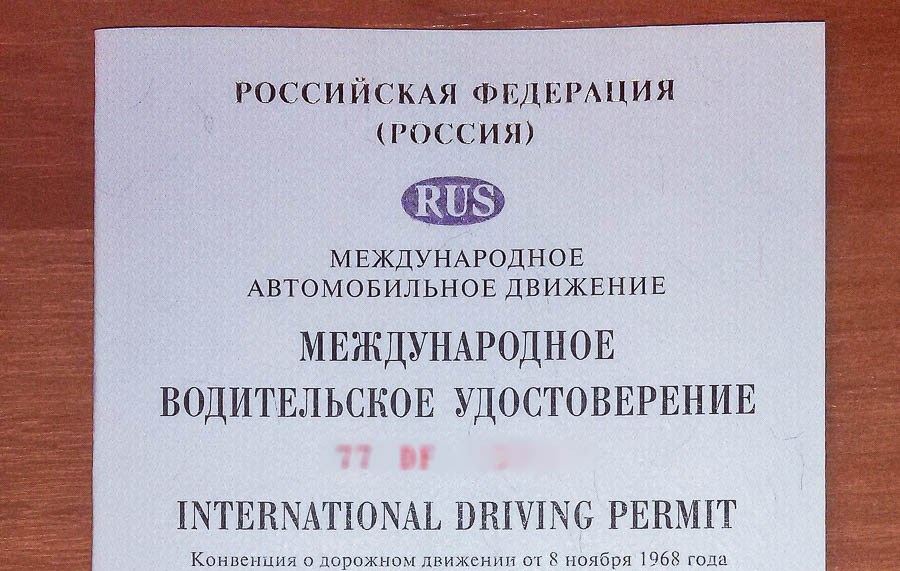 РОССИЙСКАЯ ФЕДЕРАЦИЯ
(РОССИЯ)
RUS
МЕЖДУНАРОДНОЕ
АВТОМОБИЛЬНОЕ ДВИЖЕНИЕ
МЕЖДУНАРОДНОЕ
ВОДИТЕЛЬСКОЕ УДОСТОВЕРЕНИЕ
77 DF
INTERNATIONAL DRIVING PERMIT
Конвенция о дорожном движении от 8 ноября 1968 года